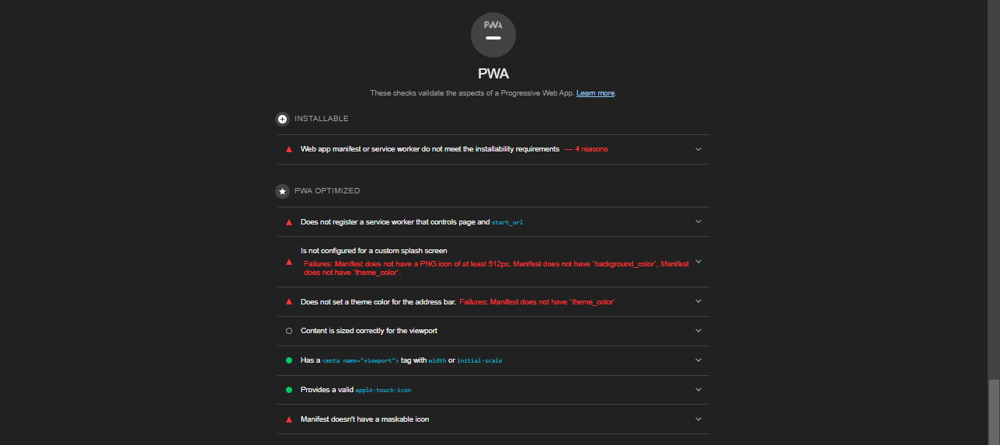 PWA
PWA
These checks validate the aspects of a Progressive Web App. Learn more.
INSTALLABLE
Web app manifest or service worker do not meet the installability requirements — 4 reasons
PWA OPTIMIZED
Does not register a service worker that controls page and start_url
Is not configured for a custom splash screen
Failures: Manifest does not have a PNG icon of at least 512px, Manifest does not have `background_color`, Manifest
does not have `theme_color`.
Does not set a theme color for the address bar. Failures: Manifest does not have `theme_color`.
Content is sized correctly for the viewport
Has a <meta name="viewport"> tag with width or initial-scale
Provides a valid apple-touch-icon
Manifest doesn't have a maskable icon